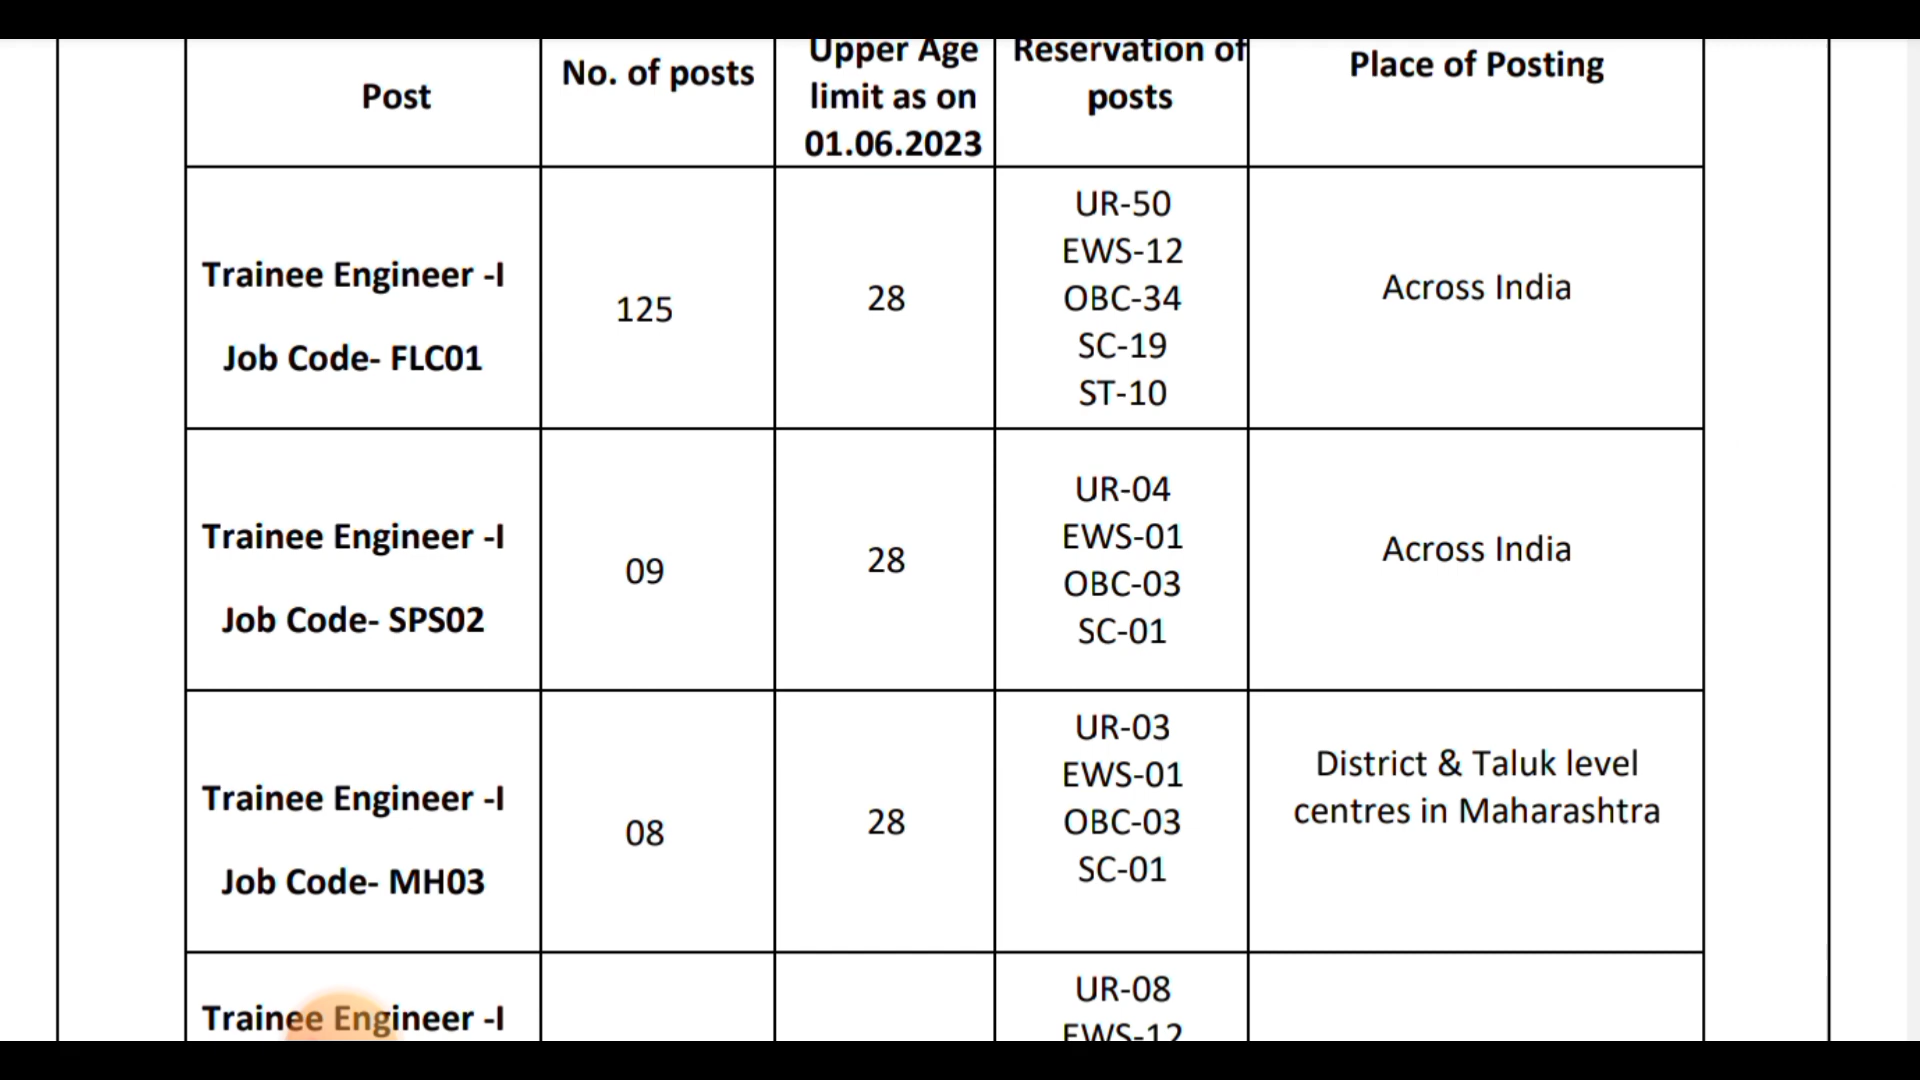 Post
No. of posts
Upper Age
limit as on
01.06.2023
Reservation of
posts
Place of Posting
Trainee Engineer -I
Job Code- FLC01
125
28
UR-50
EWS-12
OBC-34
SC-19
ST-10
Across India
Trainee Engineer -I
Job Code- SPS02
09
28
UR-04
EWS-01
OBC-03
SC-01
Across India
Trainee Engineer -I
Job Code- MH03
08
28
UR-03
EWS-01
OBC-03
SC-01
District & Taluk level
centres in Maharashtra
Trainee Engineer -I
UR-08
EWS-12